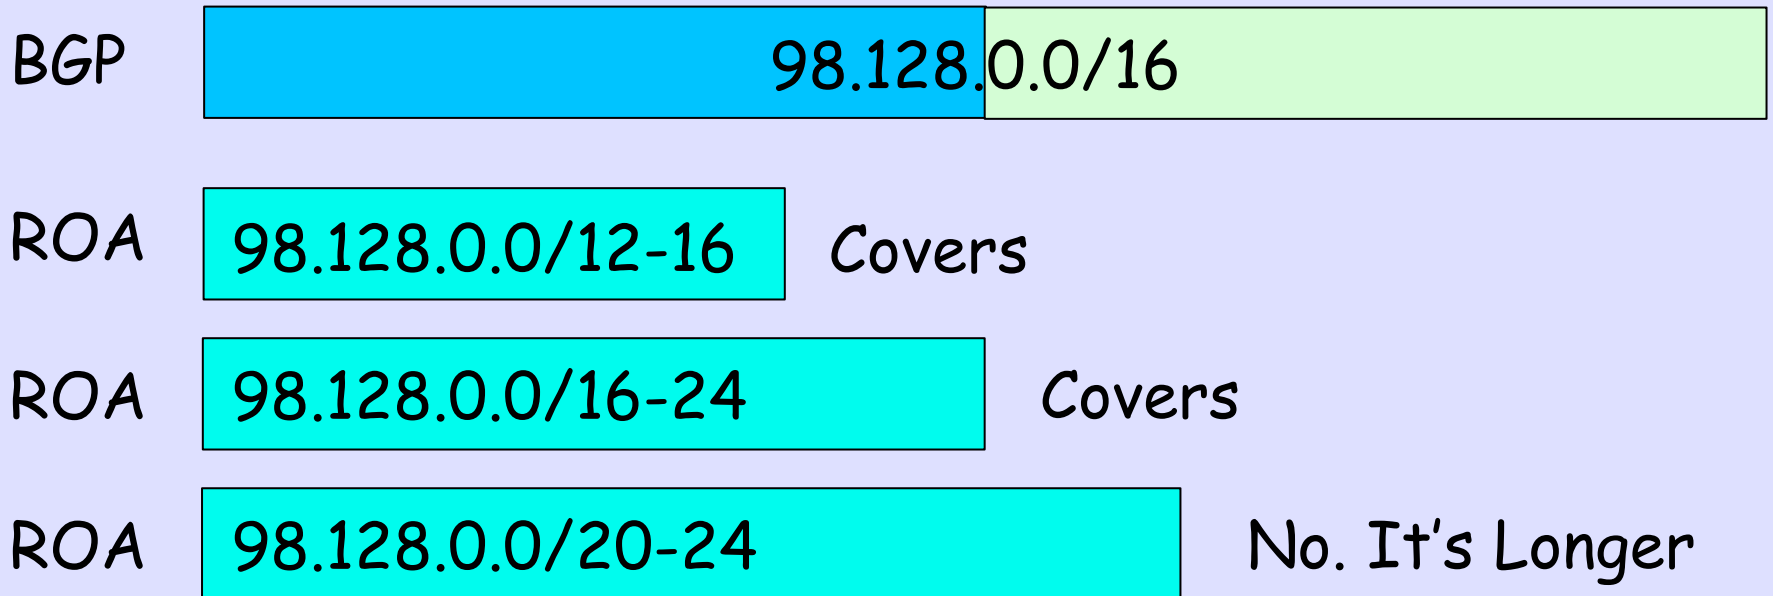 BGP 98.128.0.0/16
ROA 98.128.0.0/12-16 Covers
ROA 98.128.0.0/16-24 Covers
ROA 98.128.0.0/20-24 No. It's Longer